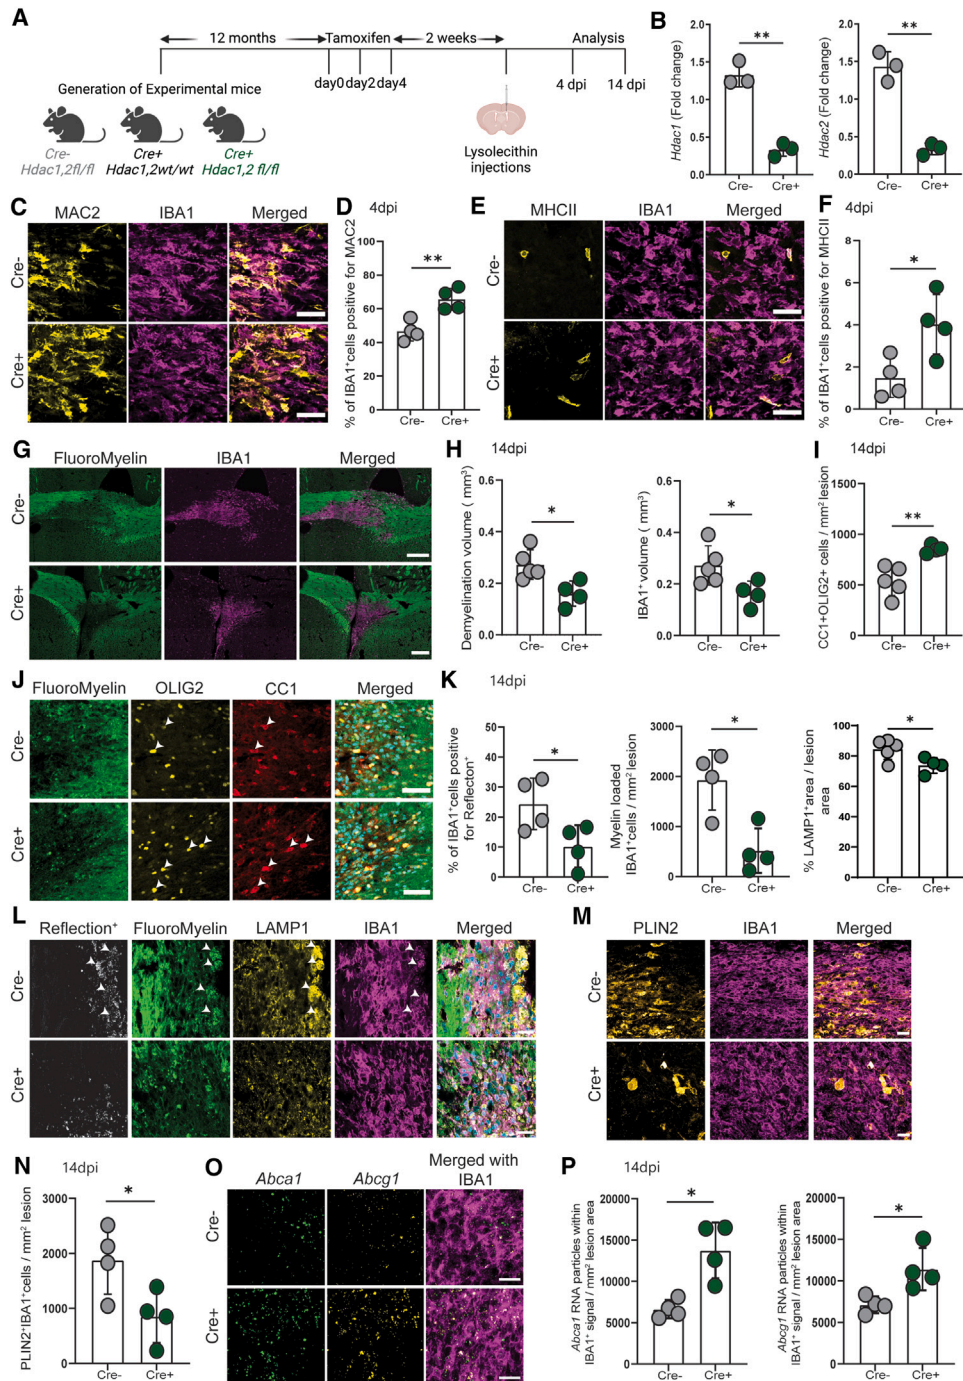 A
12 months
Tamoxifen
2 weeks
Analysis
day0 day2 day4
4 dpi
14 dpi
Generation of Experimental mice
Cre-
Hdac1,2fl/fl
Cre+
Hdac1,2wt/wt
Cre+
Hdac1,2 fl/fl
Lysolecithin
injections
B
Hdac1 (Fold change)
2.0
1.5
1.0
0.5
0.0
**
Cre-
Cre+
Hdac2 (Fold change)
2.0
1.5
1.0
0.5
0.0
**
Cre-
Cre+
C
MAC2
IBA1
Merged
Cre-
Cre+
D
4dpi
% of IBA1+cells positive for MAC2
100
80
60
40
20
0
**
Cre-
Cre+
E
MHCII
IBA1
Merged
Cre-
Cre+
F
4dpi
% of IBA1+cells positive for MHCII
8
6
4
2
0
*
Cre-
Cre+
G
FluoroMyelin
IBA1
Merged
Cre-
Cre+
H
14dpi
Demyelination volume ( mm³)
0.6
0.4
0.2
0.0
*
Cre-
Cre+
IBA1+volume ( mm³)
0.6
0.4
0.2
0.0
*
Cre-
Cre+
I
14dpi
CC1+OLIG2+ cells / mm² lesion
1500
1000
500
0
**
Cre-
Cre+
J
FluoroMyelin
OLIG2
CC1
Merged
Cre-
Cre+
K
14dpi
% of IBA1+cells positive
for Reflecton+
50
40
30
20
10
0
*
Cre-
Cre+
Myelin loaded
IBA1+cells / mm² lesion
3000
2000
1000
0
*
Cre-
Cre+
% LAMP1+area / lesion
area
100
80
60
40
20
0
*
Cre-
Cre+
L
Reflection+
FluoroMyelin
LAMP1
IBA1
Merged
Cre-
Cre+
M
PLIN2
IBA1
Merged
Cre-
Cre+
N
14dpi
PLIN2+IBA1+cells / mm² lesion
3000
2000
1000
0
*
Cre-
Cre+
O
Abca1
Abcg1
Merged with
IBA1
Cre-
Cre+
P
14dpi
Abca1 RNA particles within
IBA1+ signal / mm² lesion area
20000
15000
10000
5000
0
*
Cre-
Cre+
Abcg1 RNA particles within
IBA1+ signal / mm² lesion area
20000
15000
10000
5000
0
*
Cre-
Cre+